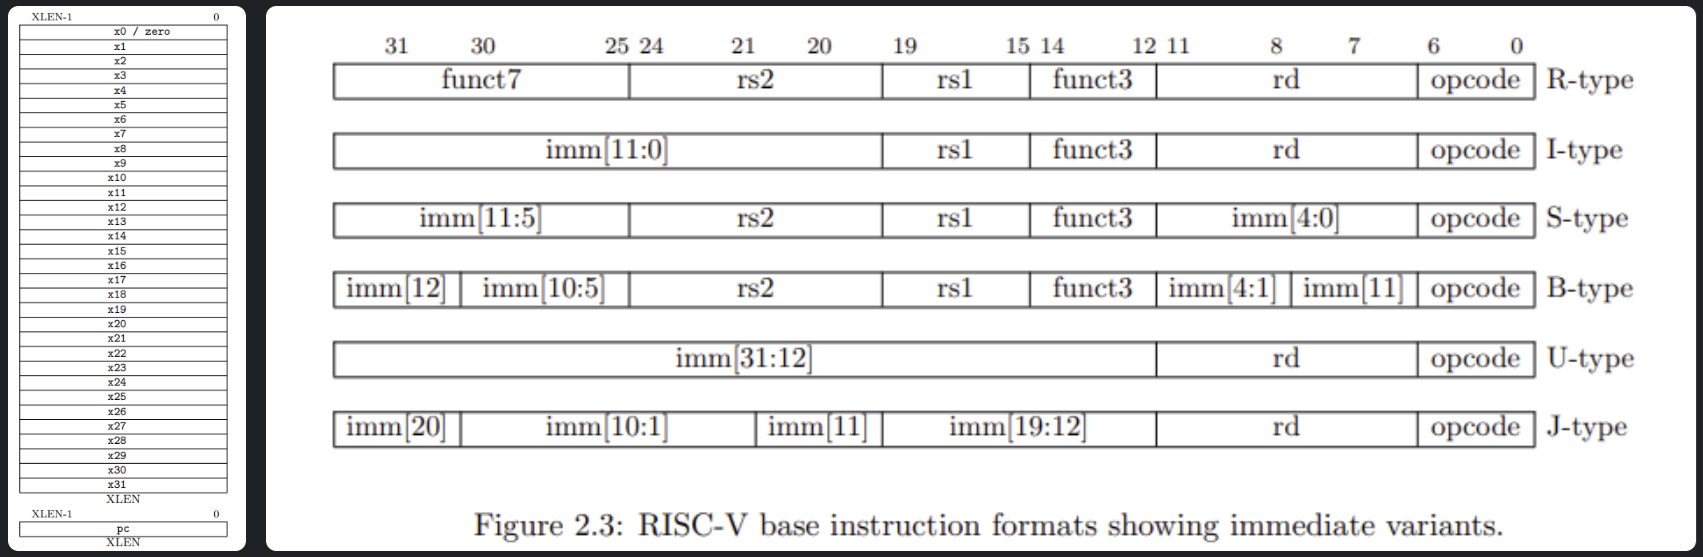 XLEN-1 0
x0 / zero
x1
x2
x3
x4
x5
x6
x7
x8
x9
x10
x11
x12
x13
x14
x15
x16
x17
x18
x19
x20
x21
x22
x23
x24
x25
x26
x27
x28
x29
x30
x31
XLEN
XLEN-1 0
pc
XLEN
31 30 25 24 21 20 19 15 14 12 11 8 7 6 0
funct7 rs2 rs1 funct3 rd opcode R-type
imm[11:0] rs1 funct3 rd opcode I-type
imm[11:5] rs2 rs1 funct3 imm[4:0] opcode S-type
imm[12] imm[10:5] rs2 rs1 funct3 imm[4:1] imm[11] opcode B-type
imm[31:12] rd opcode U-type
imm[20] imm[10:1] imm[11] imm[19:12] rd opcode J-type
Figure 2.3: RISC-V base instruction formats showing immediate variants.